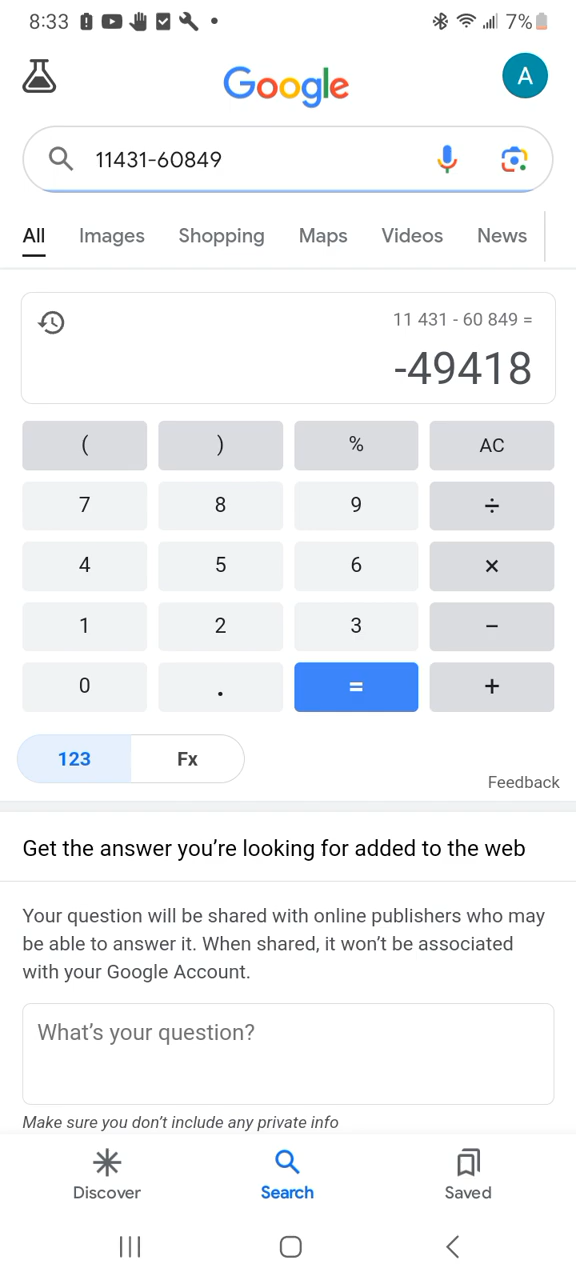 8:33 7%
Google
A
11431-60849
All Images Shopping Maps Videos News
11 431 - 60 849 =
-49418
( ) % AC
7 8 9 ÷
4 5 6 ×
1 2 3 −
0 . = +
123 Fx
Feedback
Get the answer you’re looking for added to the web
Your question will be shared with online publishers who may
be able to answer it. When shared, it won’t be associated
with your Google Account.
What’s your question?
Make sure you don’t include any private info
Discover Search Saved